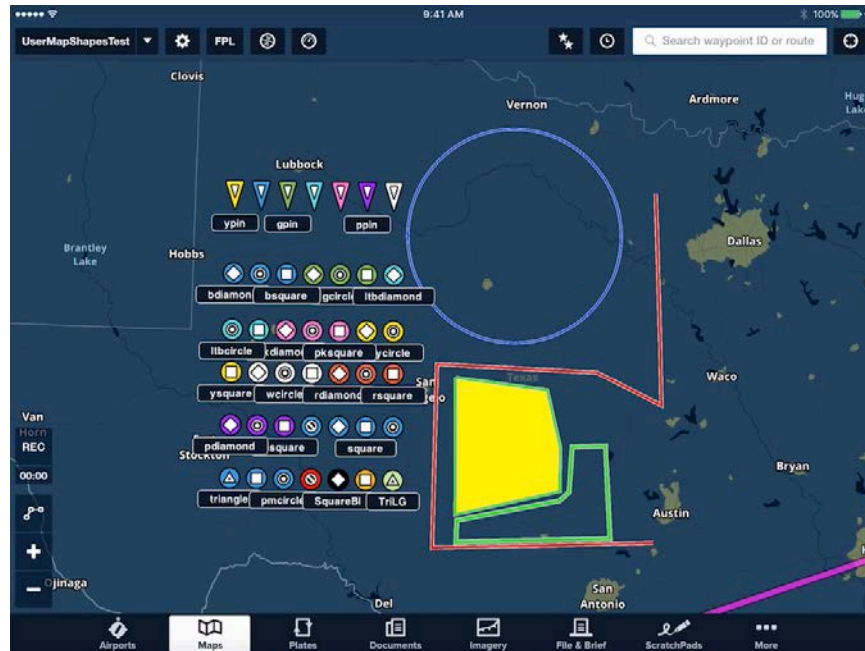 9:41 AM
100%
UserMapShapesTest
FPL
Search waypoint ID or route
Clovis
Vernon
Ardmore
Lubbock
ypin
gpin
ppin
Dallas
Brantley
Lake
Hobbs
bsquare
ltbdiamond
ltbcircle
pksquare
ycircle
Texas
Waco
San
ysquare
wcircle
rdiamond
rsquare
Van
Horn
REC
Stockton
pdiamond
square
square
Bryan
00:00
triangle
pmcircle
SquareBl
TriLG
Austin
Ojinaga
San
Antonio
Del
Airports
Maps
Plates
Documents
Imagery
File & Brief
ScratchPads
More